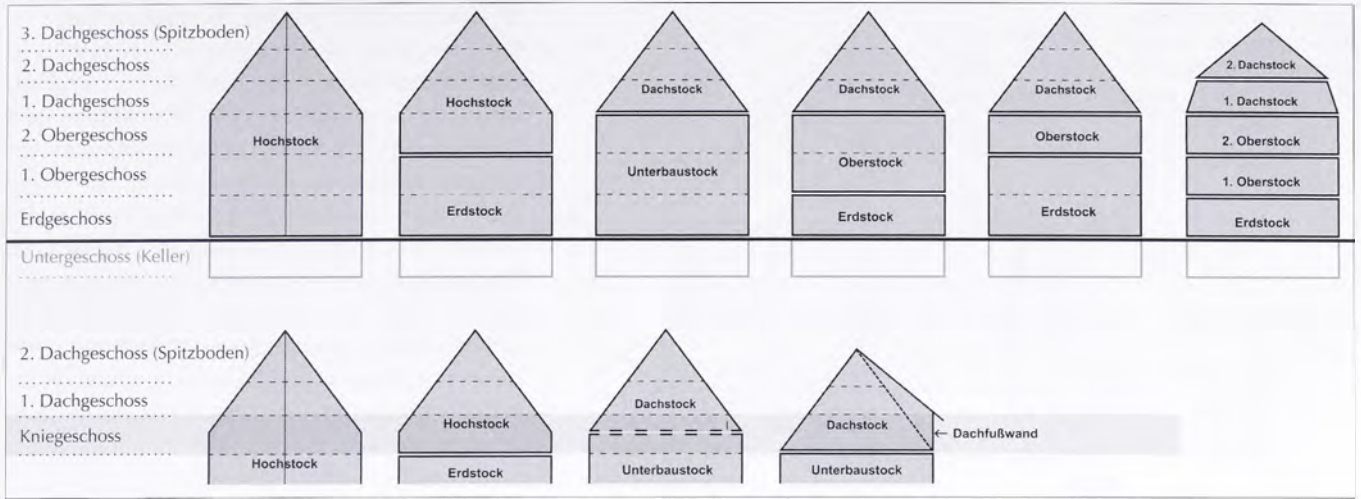 3. Dachgeschoss (Spitzboden)
2. Dachgeschoss
1. Dachgeschoss
2. Obergeschoss
1. Obergeschoss
Erdgeschoss
Untergeschoss (Keller)
Hochstock
Hochstock
Erdstock
Dachstock
Unterbaustock
Dachstock
Oberstock
Erdstock
Dachstock
Oberstock
Erdstock
2. Dachstock
1. Dachstock
2. Oberstock
1. Oberstock
Erdstock
2. Dachgeschoss (Spitzboden)
1. Dachgeschoss
Kniegeschoss
Hochstock
Hochstock
Erdstock
Dachstock
Unterbaustock
Dachstock
Unterbaustock
← Dachfußwand